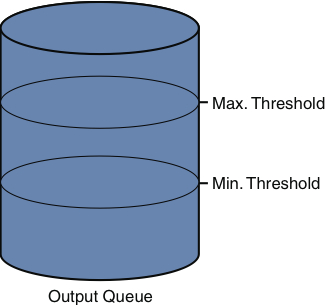 Max. Threshold
Min. Threshold
Output Queue